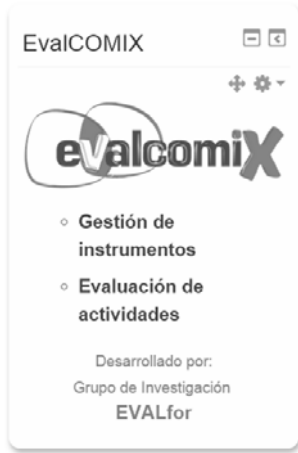 EvalCOMIX
evalcomiX
Gestión de
instrumentos
Evaluación de
actividades
Desarrollado por:
Grupo de Investigación
EVALfor